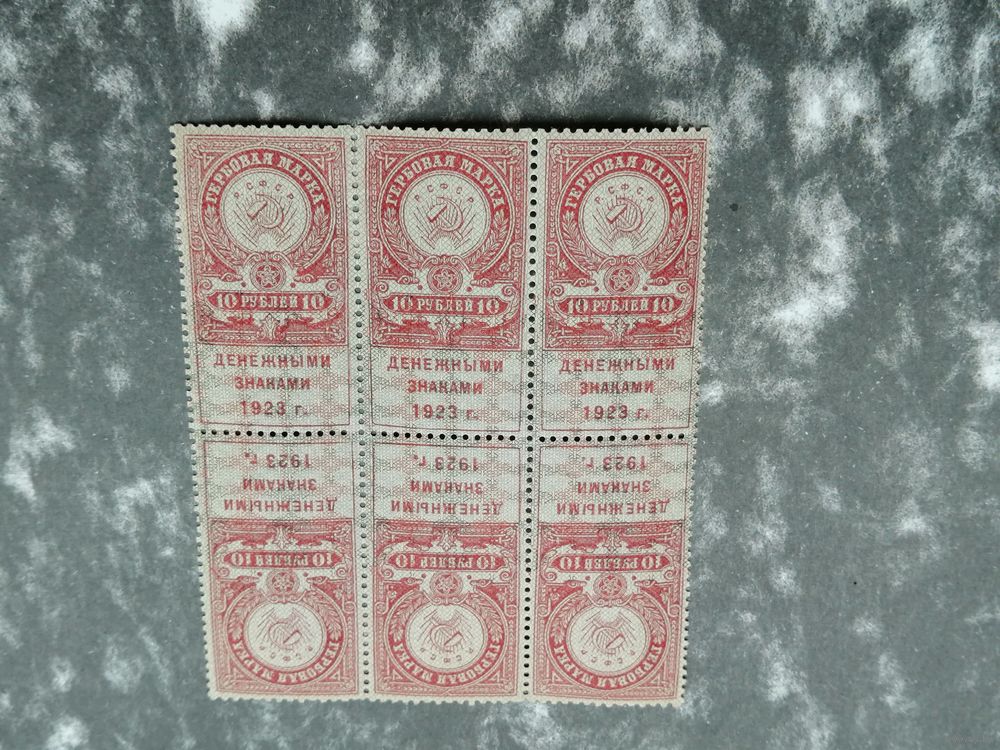 ГЕРБОВАЯ МАРКА ГЕРБОВАЯ МАРКА ГЕРБОВАЯ МАРКА
Р.С.Ф.С.Р. Р.С.Ф.С.Р. Р.С.Ф.С.Р.
10 РУБЛЕЙ 10 10 РУБЛЕЙ 10 10 РУБЛЕЙ 10
ДЕНЕЖНЫМИ ДЕНЕЖНЫМИ ДЕНЕЖНЫМИ
ЗНАКАМИ ЗНАКАМИ ЗНАКАМИ
1923 г. 1923 г. 1923 г.
1923 г. 1923 г. 1923 г.
ЗНАКАМИ ЗНАКАМИ ЗНАКАМИ
ДЕНЕЖНЫМИ ДЕНЕЖНЫМИ ДЕНЕЖНЫМИ
10 РУБЛЕЙ 10 10 РУБЛЕЙ 10 10 РУБЛЕЙ 10
Р.С.Ф.С.Р. Р.С.Ф.С.Р. Р.С.Ф.С.Р.
ГЕРБОВАЯ МАРКА ГЕРБОВАЯ МАРКА ГЕРБОВАЯ МАРКА